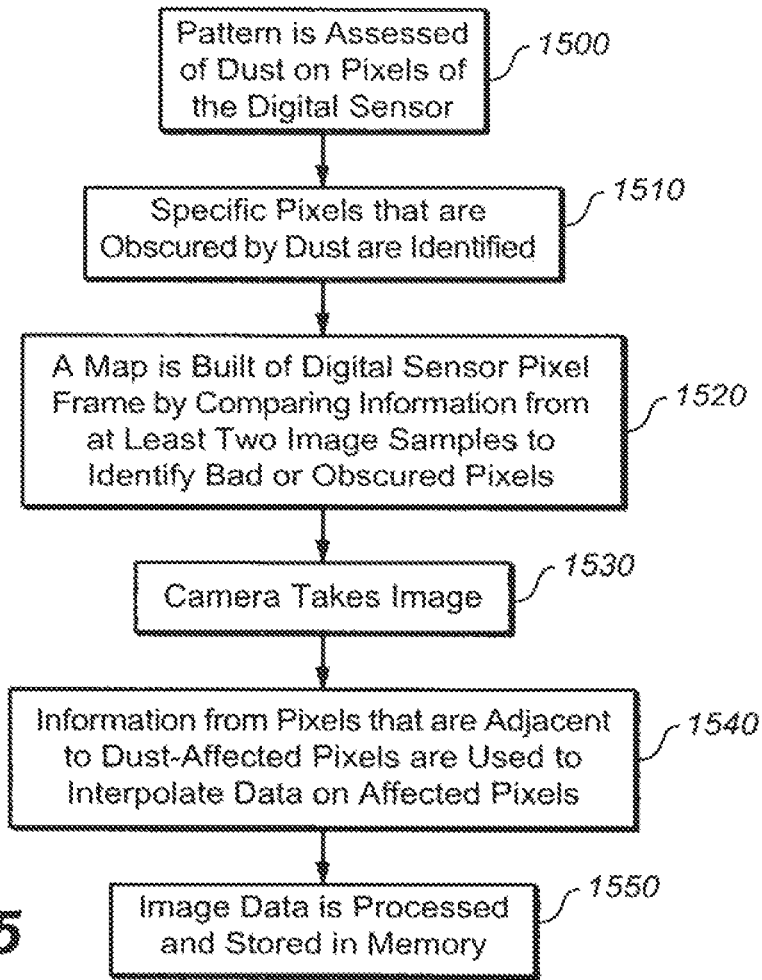 Pattern is Assessed
of Dust on Pixels of
the Digital Sensor
1500
Specific Pixels that are
Obscured by Dust are Identified
1510
A Map is Built of Digital Sensor Pixel
Frame by Comparing Information from
at Least Two Image Samples to
Identify Bad or Obscured Pixels
1520
Camera Takes Image
1530
Information from Pixels that are Adjacent
to Dust-Affected Pixels are Used to
Interpolate Data on Affected Pixels
1540
Image Data is Processed
and Stored in Memory
1550
5